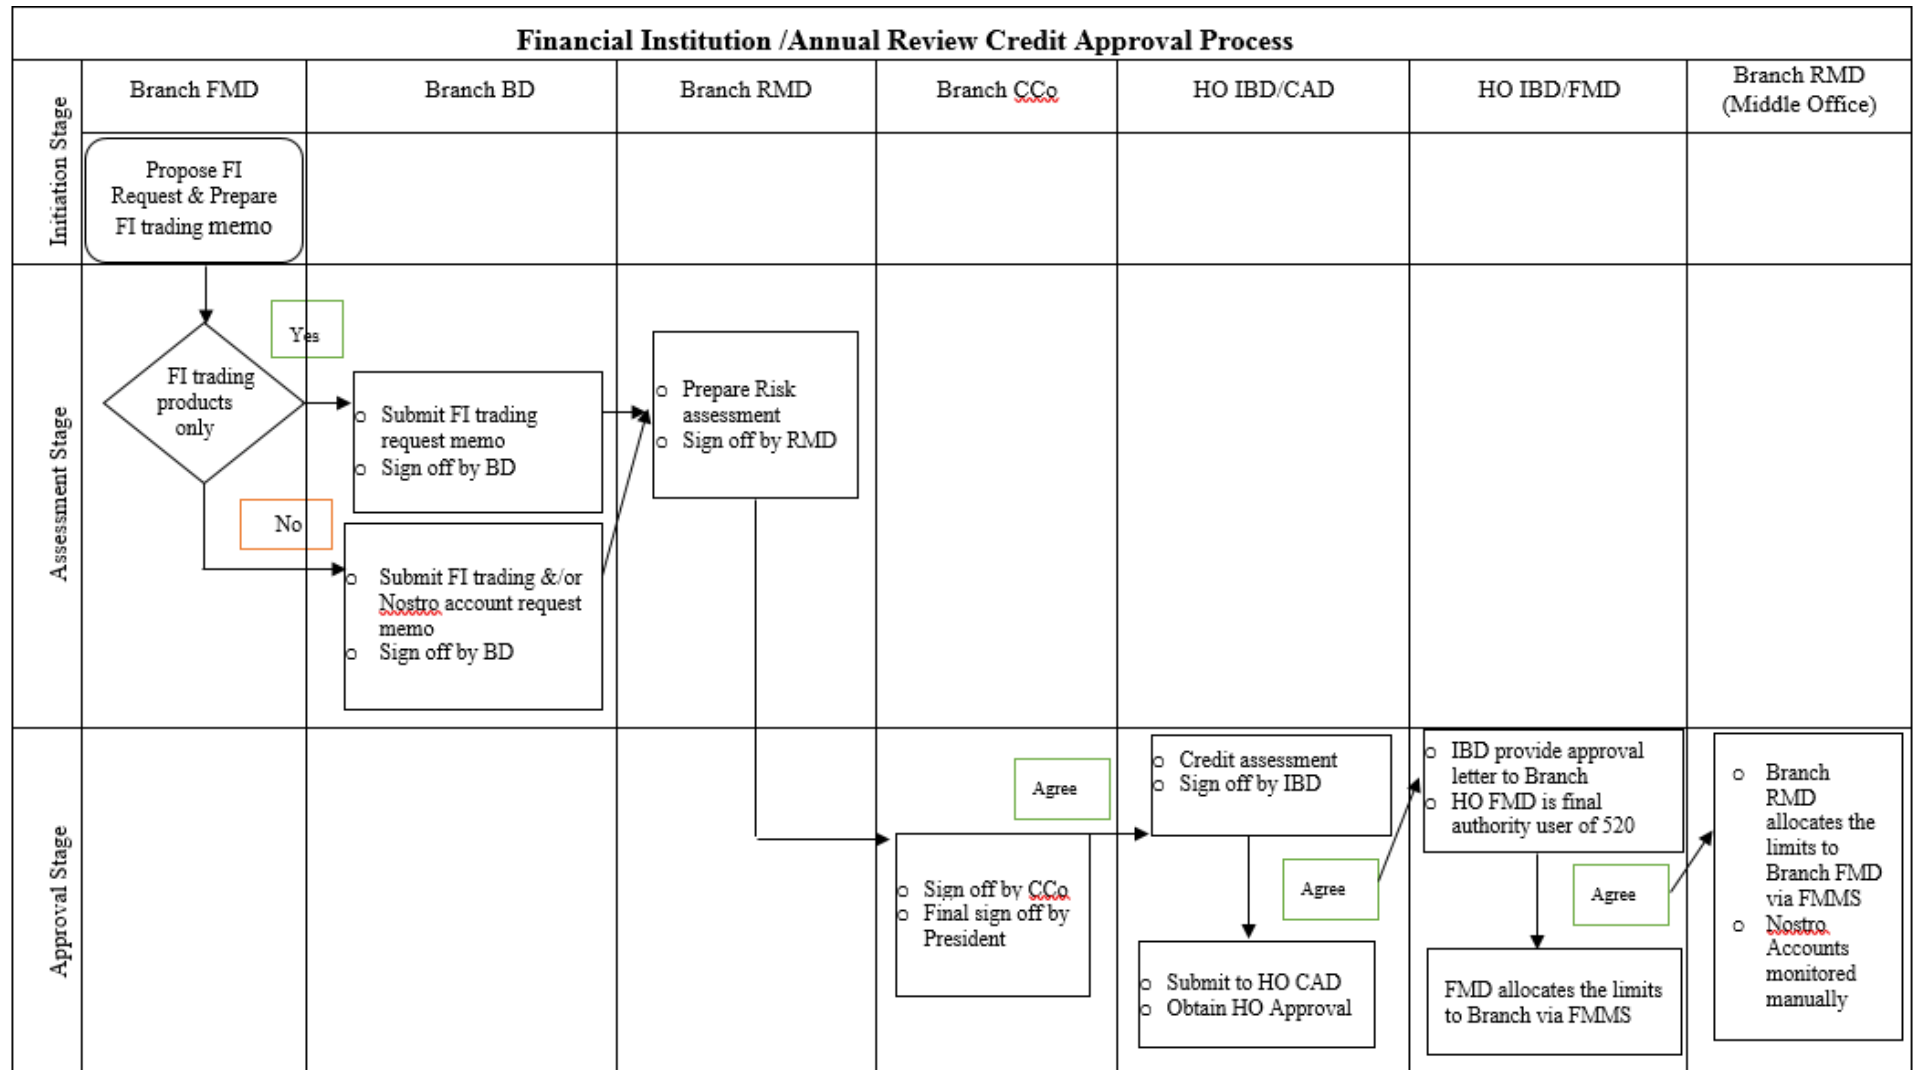 Financial Institution /Annual Review Credit Approval Process
Branch FMD
Branch BD
Branch RMD
Branch CCo
HO IBD/CAD
HO IBD/FMD
Branch RMD
(Middle Office)
Initiation Stage
Propose FI
Request & Prepare
FI trading memo
Assessment Stage
FI trading
products
only
Yes
No
o Submit FI trading
request memo
o Sign off by BD
o Submit FI trading &/or
Nostro account request
memo
o Sign off by BD
o Prepare Risk
assessment
o Sign off by RMD
Approval Stage
o Sign off by CCo
o Final sign off by
President
Agree
o Credit assessment
o Sign off by IBD
Agree
o Submit to HO CAD
o Obtain HO Approval
o IBD provide approval
letter to Branch
o HO FMD is final
authority user of 520
Agree
FMD allocates the limits
to Branch via FMMS
o Branch
RMD
allocates the
limits to
Branch FMD
via FMMS
o Nostro
Accounts
monitored
manually